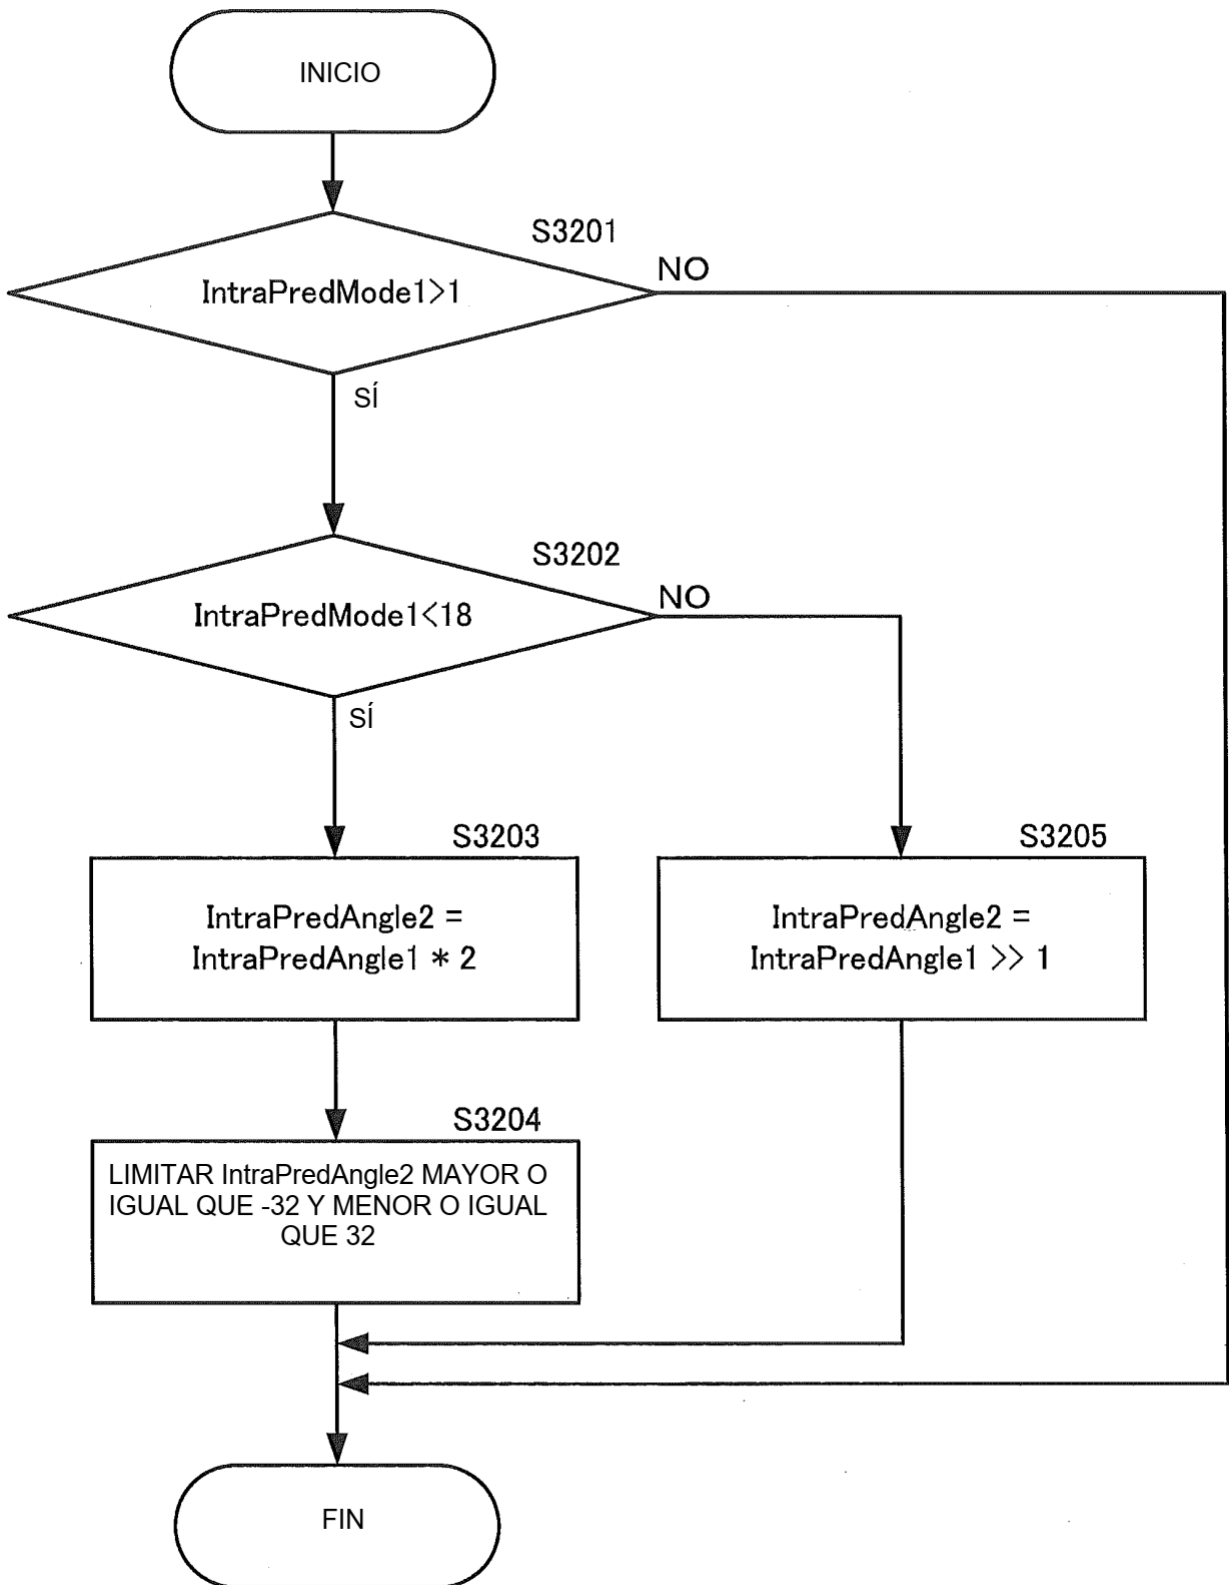 INICIO
S3201
IntraPredMode1>1
NO
SÍ
S3202
IntraPredMode1<18
NO
SÍ
S3203
IntraPredAngle2 =
IntraPredAngle1 * 2
S3205
IntraPredAngle2 =
IntraPredAngle1 >> 1
S3204
LIMITAR IntraPredAngle2 MAYOR O
IGUAL QUE -32 Y MENOR O IGUAL
QUE 32
FIN